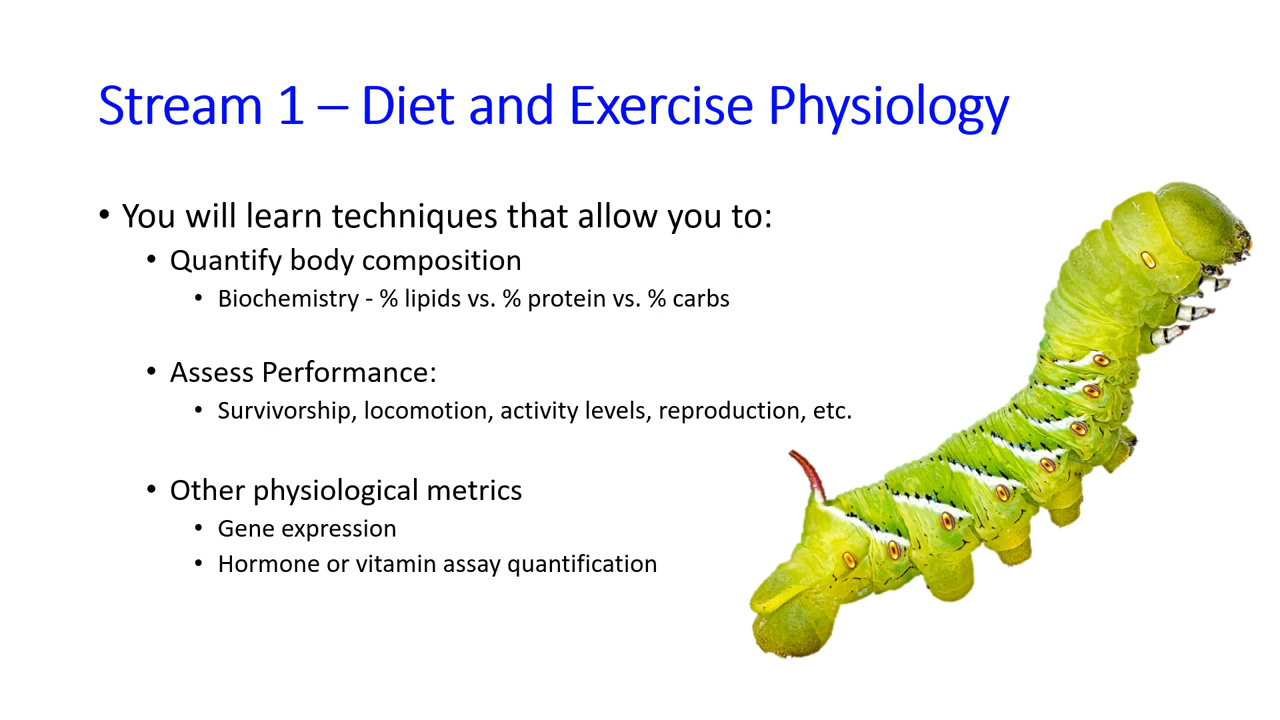 Stream 1 – Diet and Exercise Physiology
• You will learn techniques that allow you to:
• Quantify body composition
• Biochemistry - % lipids vs. % protein vs. % carbs
• Assess Performance:
• Survivorship, locomotion, activity levels, reproduction, etc.
• Other physiological metrics
• Gene expression
• Hormone or vitamin assay quantification